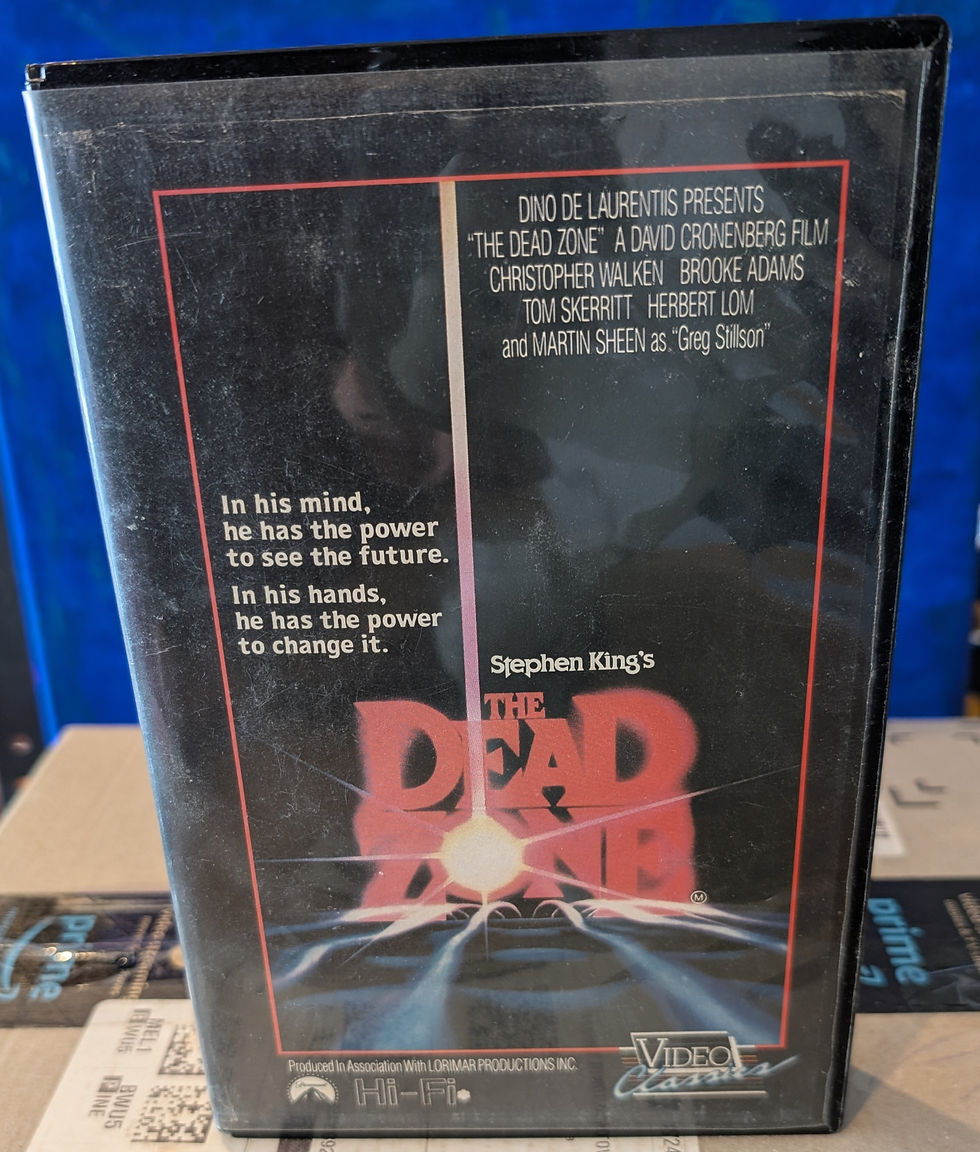 DINO DE LAURENTIIS PRESENTS
"THE DEAD ZONE" A DAVID CRONENBERG FILM
CHRISTOPHER WALKEN BROOKE ADAMS
TOM SKERRITT HERBERT LOM
and MARTIN SHEEN as "Greg Stillson"
In his mind,
he has the power
to see the future.
In his hands,
he has the power
to change it.
Stephen King's
THE
DEAD
ZONE
M
Produced In Association With LORIMAR PRODUCTIONS INC.
Hi-Fi
VIDEO
Classics
prime
prime
MEL1
BWU5
BWU5